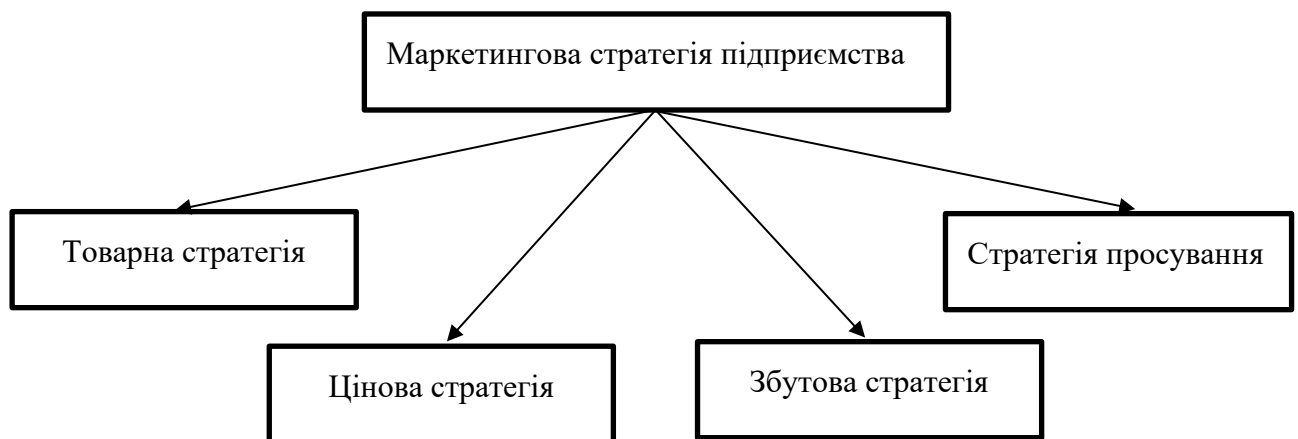 Маркетингова стратегія підприємства
Товарна стратегія
Стратегія просування
Цінова стратегія
Збутова стратегія